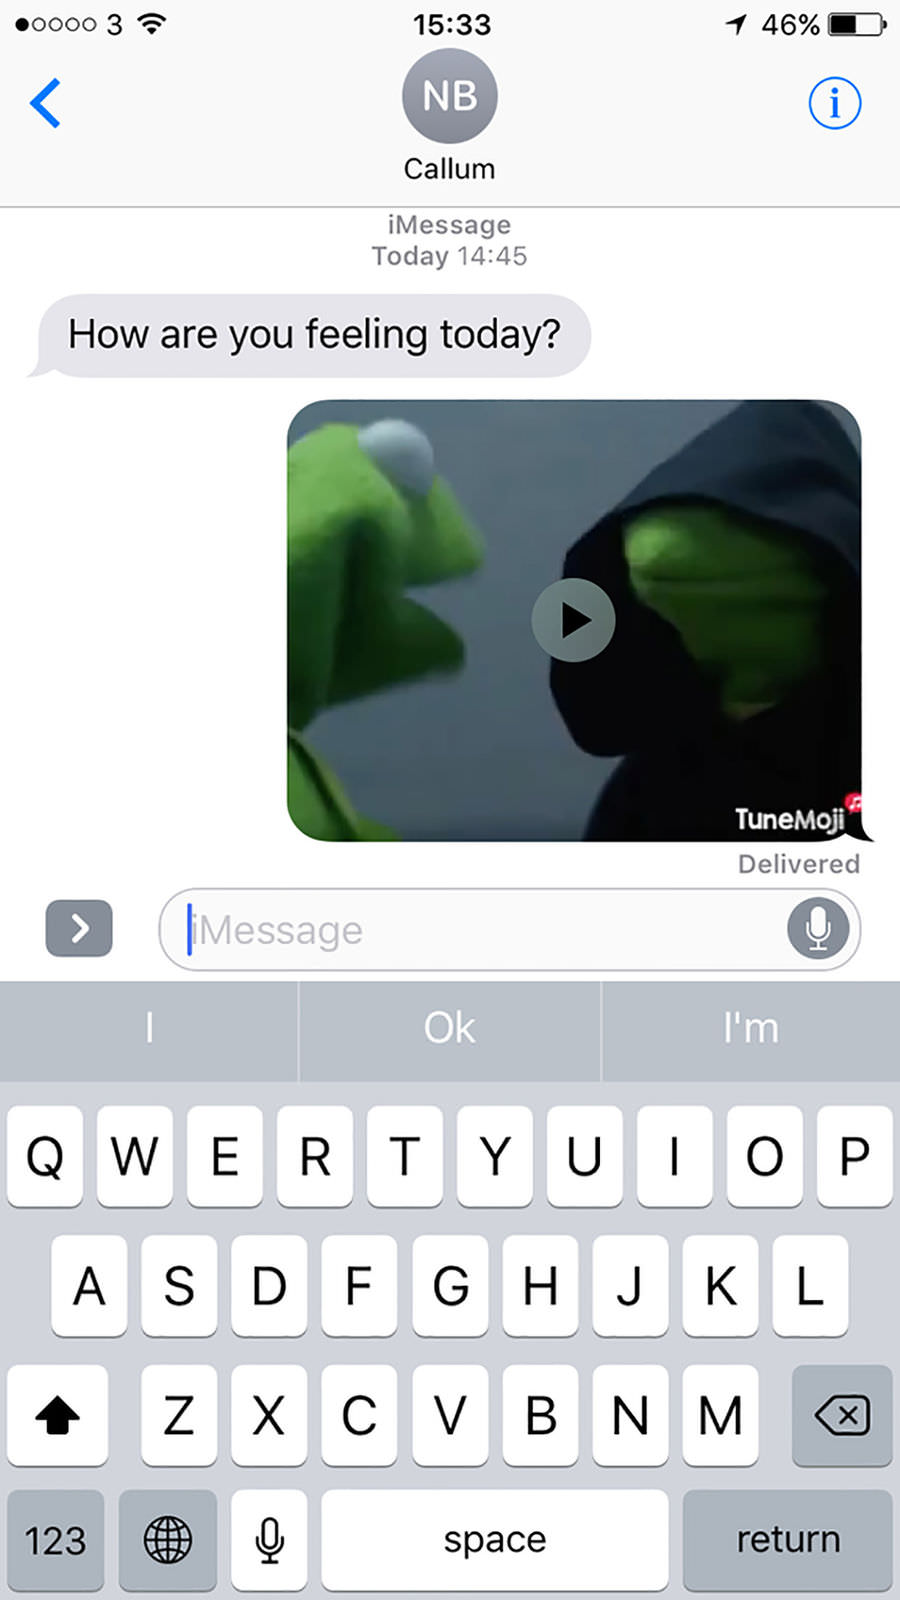 3 15:33 46%
NB
Callum
iMessage
Today 14:45
How are you feeling today?
TuneMoji
Delivered
iMessage
I Ok I'm
Q W E R T Y U I O P
A S D F G H J K L
Z X C V B N M
123 space return